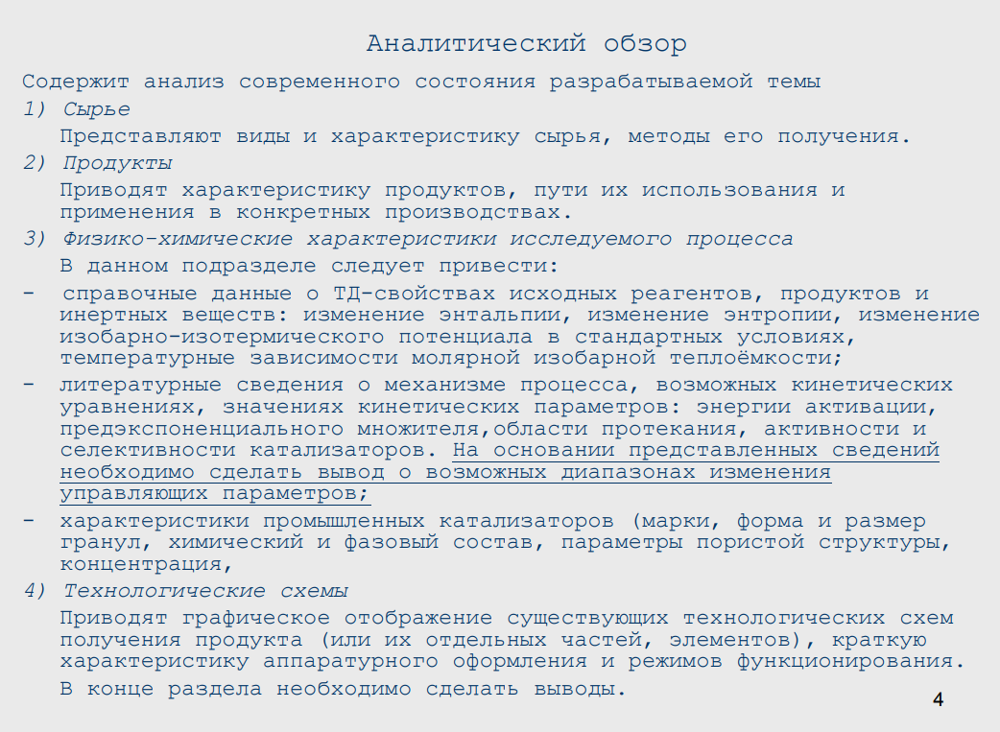 Аналитический обзор
Содержит анализ современного состояния разрабатываемой темы
1) Сырье
Представляют виды и характеристику сырья, методы его получения.
2) Продукты
Приводят характеристику продуктов, пути их использования и
применения в конкретных производствах.
3) Физико-химические характеристики исследуемого процесса
В данном подразделе следует привести:
- справочные данные о ТД-свойствах исходных реагентов, продуктов и
инертных веществ: изменение энтальпии, изменение энтропии, изменение
изобарно-изотермического потенциала в стандартных условиях,
температурные зависимости молярной изобарной теплоёмкости;
- литературные сведения о механизме процесса, возможных кинетических
уравнениях, значениях кинетических параметров: энергии активации,
предэкспоненциального множителя,области протекания, активности и
селективности катализаторов. На основании представленных сведений
необходимо сделать вывод о возможных диапазонах изменения
управляющих параметров;
- характеристики промышленных катализаторов (марки, форма и размер
гранул, химический и фазовый состав, параметры пористой структуры,
концентрация,
4) Технологические схемы
Приводят графическое отображение существующих технологических схем
получения продукта (или их отдельных частей, элементов), краткую
характеристику аппаратурного оформления и режимов функционирования.
В конце раздела необходимо сделать выводы.
4